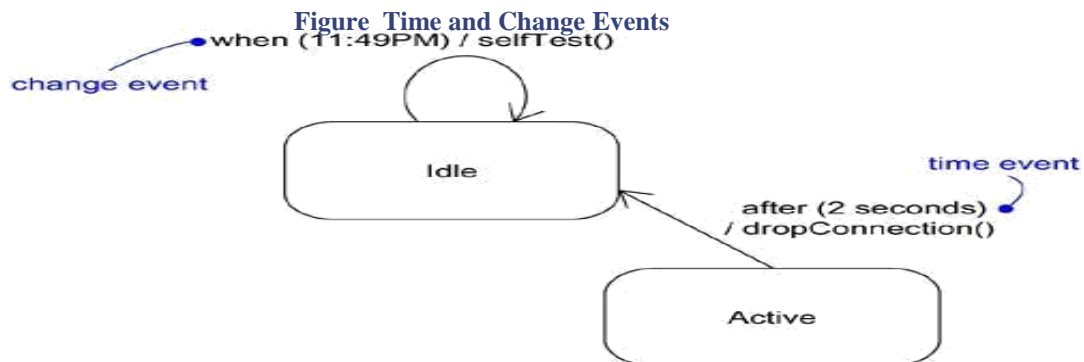 Figure Time and Change Events
when (11:49PM) / selfTest()
change event
Idle
time event
after (2 seconds)
/ dropConnection()
Active